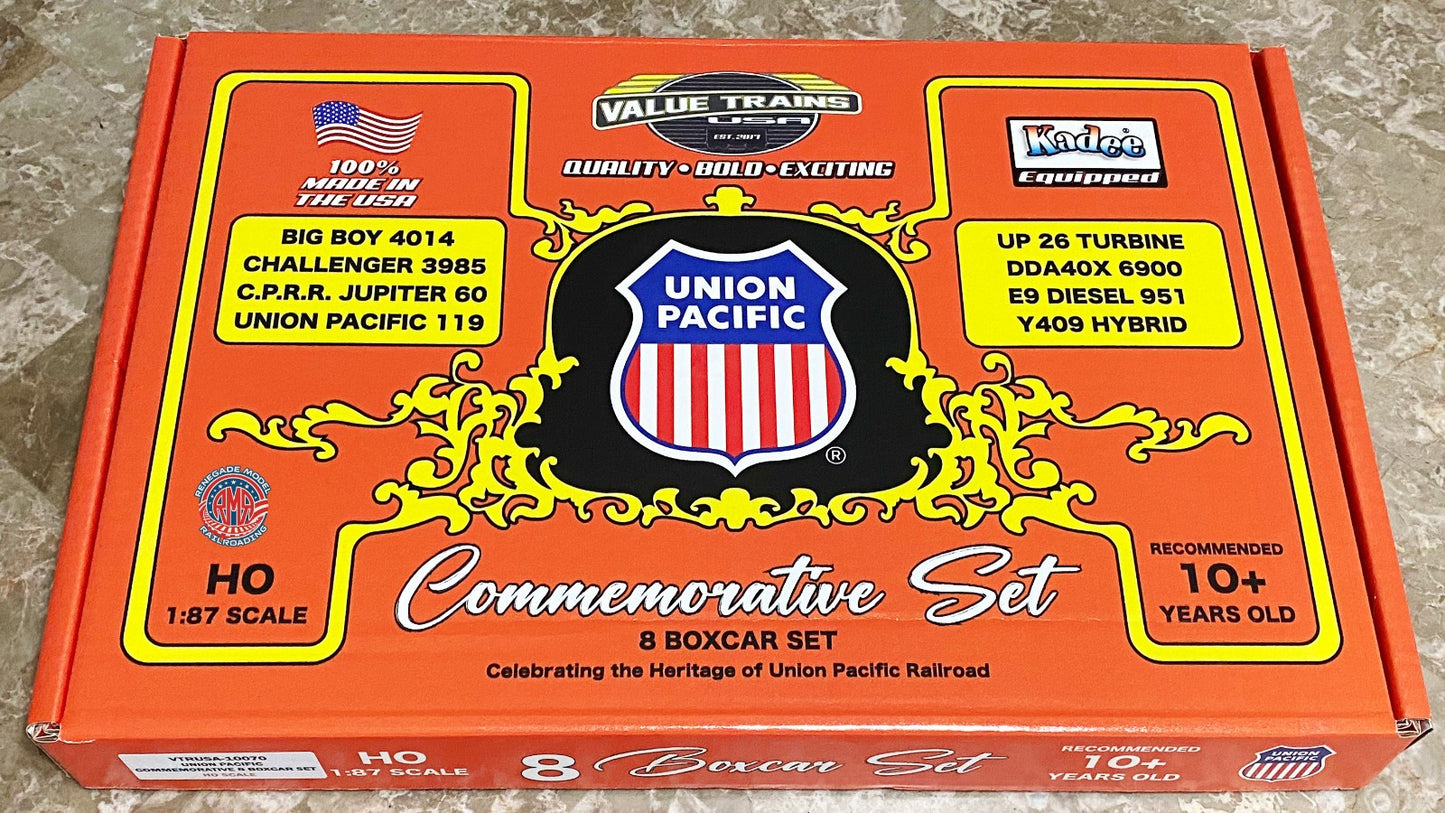 VALUE TRAINS
USA
EST. 2017
QUALITY • BOLD • EXCITING
100%
MADE IN
THE USA
Kadee®
Equipped
BIG BOY 4014
CHALLENGER 3985
C.P.R.R. JUPITER 60
UNION PACIFIC 119
UP 26 TURBINE
DDA40X 6900
E9 DIESEL 951
Y409 HYBRID
UNION
PACIFIC
®
RENEGADE MODEL
RMR
RAILROADING
HO
1:87 SCALE
Commemorative Set
8 BOXCAR SET
Celebrating the Heritage of Union Pacific Railroad
RECOMMENDED
10+
YEARS OLD
VTRUSA-10070
UNION PACIFIC
COMMEMORATIVE 8 BOXCAR SET
HO SCALE
HO
1:87 SCALE
8 Boxcar Set
RECOMMENDED
10+
YEARS OLD
UNION
PACIFIC